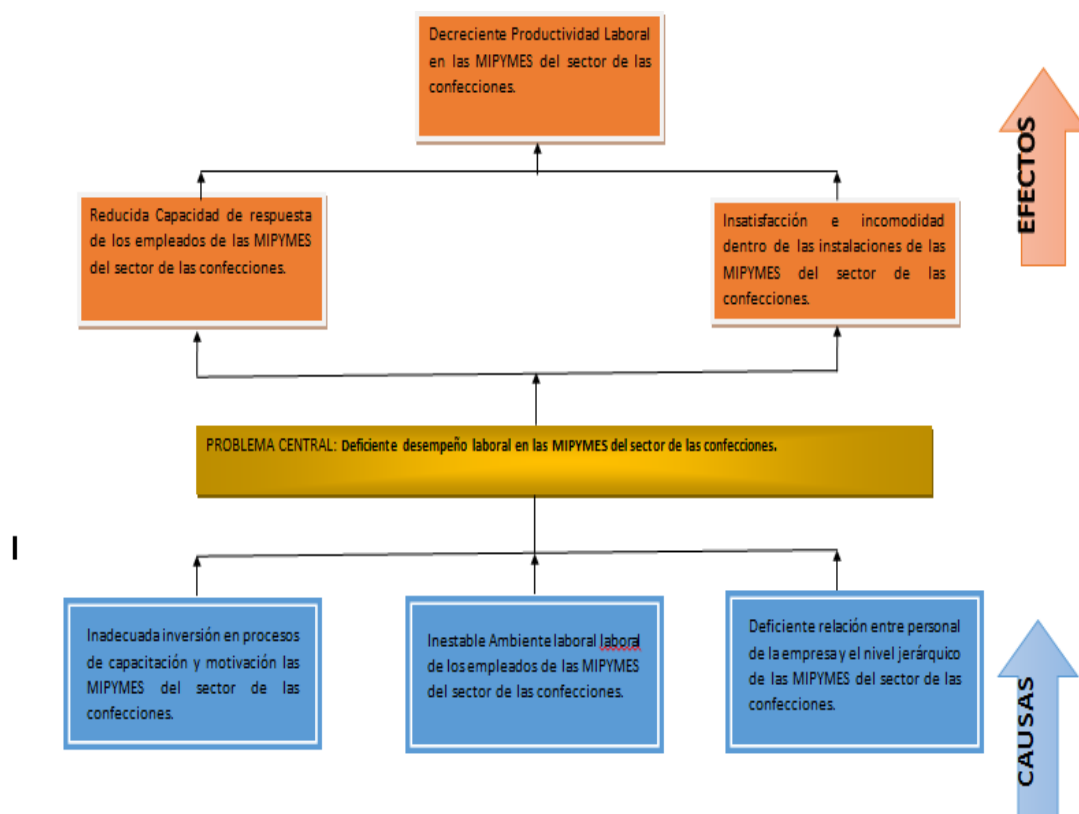 Decreciente Productividad Laboral
en las MIPYMES del sector de las
confecciones.
EFECTOS
Reducida Capacidad de respuesta
de los empleados de las MIPYMES
del sector de las confecciones.
Insatisfacción e incomodidad
dentro de las instalaciones de las
MIPYMES del sector de las
confecciones.
PROBLEMA CENTRAL: Deficiente desempeño laboral en las MIPYMES del sector de las confecciones.
I
Inadecuada inversión en procesos
de capacitación y motivación las
MIPYMES del sector de las
confecciones.
Inestable Ambiente laboral laboral
de los empleados de las MIPYMES
del sector de las confecciones.
Deficiente relación entre personal
de la empresa y el nivel jerárquico
de las MIPYMES del sector de las
confecciones.
CAUSAS